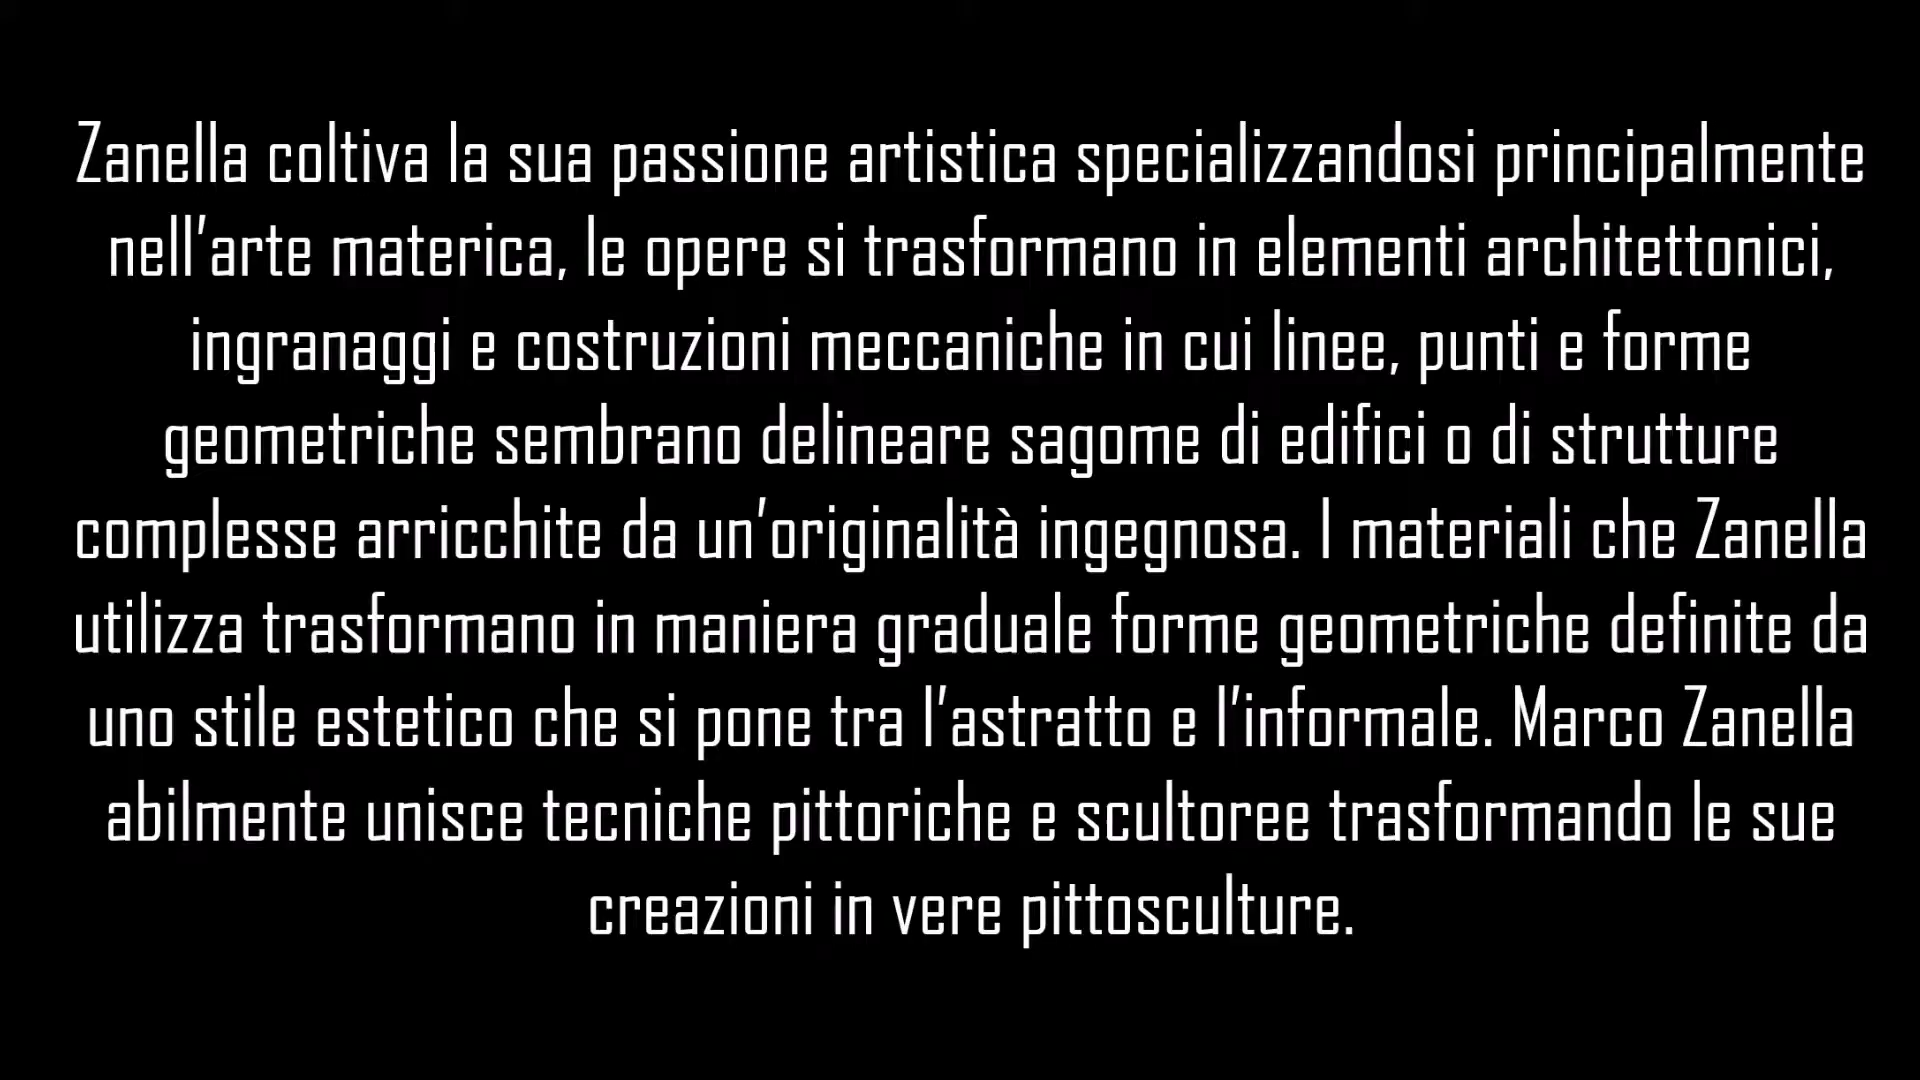 Zanella coltiva la sua passione artistica specializzandosi principalmente
nell’arte materica, le opere si trasformano in elementi architettonici,
ingranaggi e costruzioni meccaniche in cui linee, punti e forme
geometriche sembrano delineare sagome di edifici o di strutture
complesse arricchite da un’originalità ingegnosa. I materiali che Zanella
utilizza trasformano in maniera graduale forme geometriche definite da
uno stile estetico che si pone tra l’astratto e l’informale. Marco Zanella
abilmente unisce tecniche pittoriche e scultoree trasformando le sue
creazioni in vere pittosculture.